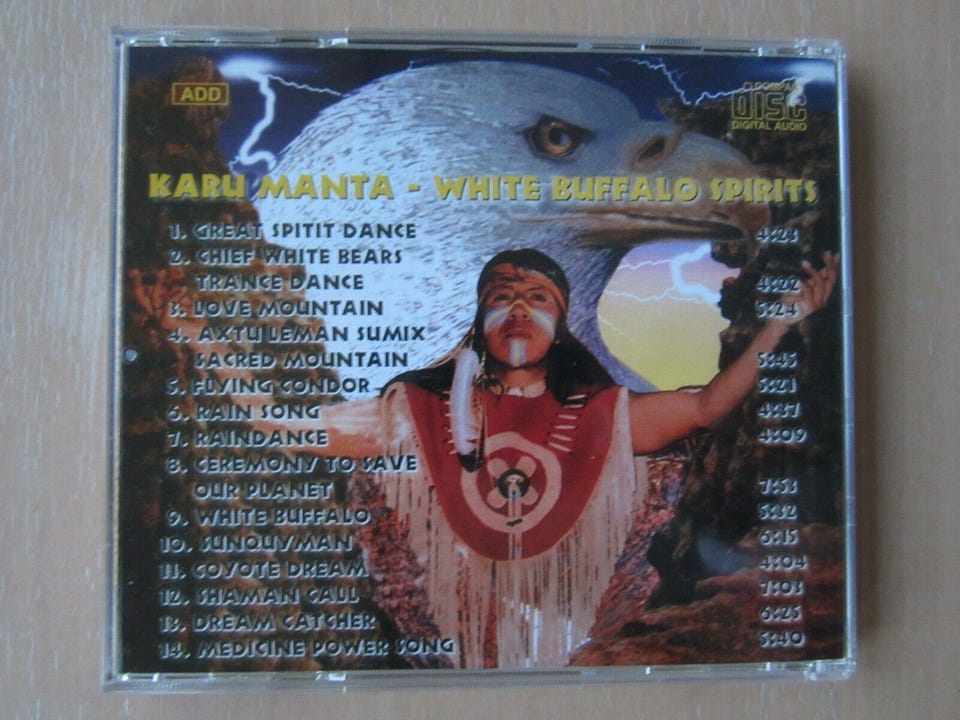 ADD
COMPACT
DISC
DIGITAL AUDIO
KARU MANTA - WHITE BUFFALO SPIRITS
1. GREAT SPITIT DANCE 4:23
2. CHIEF WHITE BEARS
TRANCE DANCE 4:22
3. LOVE MOUNTAIN 5:24
4. AXTU LEMAN SUMIX
SACRED MOUNTAIN 5:45
5. FLYING CONDOR 5:21
6. RAIN SONG 4:37
7. RAINDANCE 4:09
8. CEREMONY TO SAVE
OUR PLANET 7:53
9. WHITE BUFFALO 5:32
10. SUNQUYMAN 6:15
11. COYOTE DREAM 4:04
12. SHAMAN CALL 7:03
13. DREAM CATCHER 6:25
14. MEDICINE POWER SONG 5:40